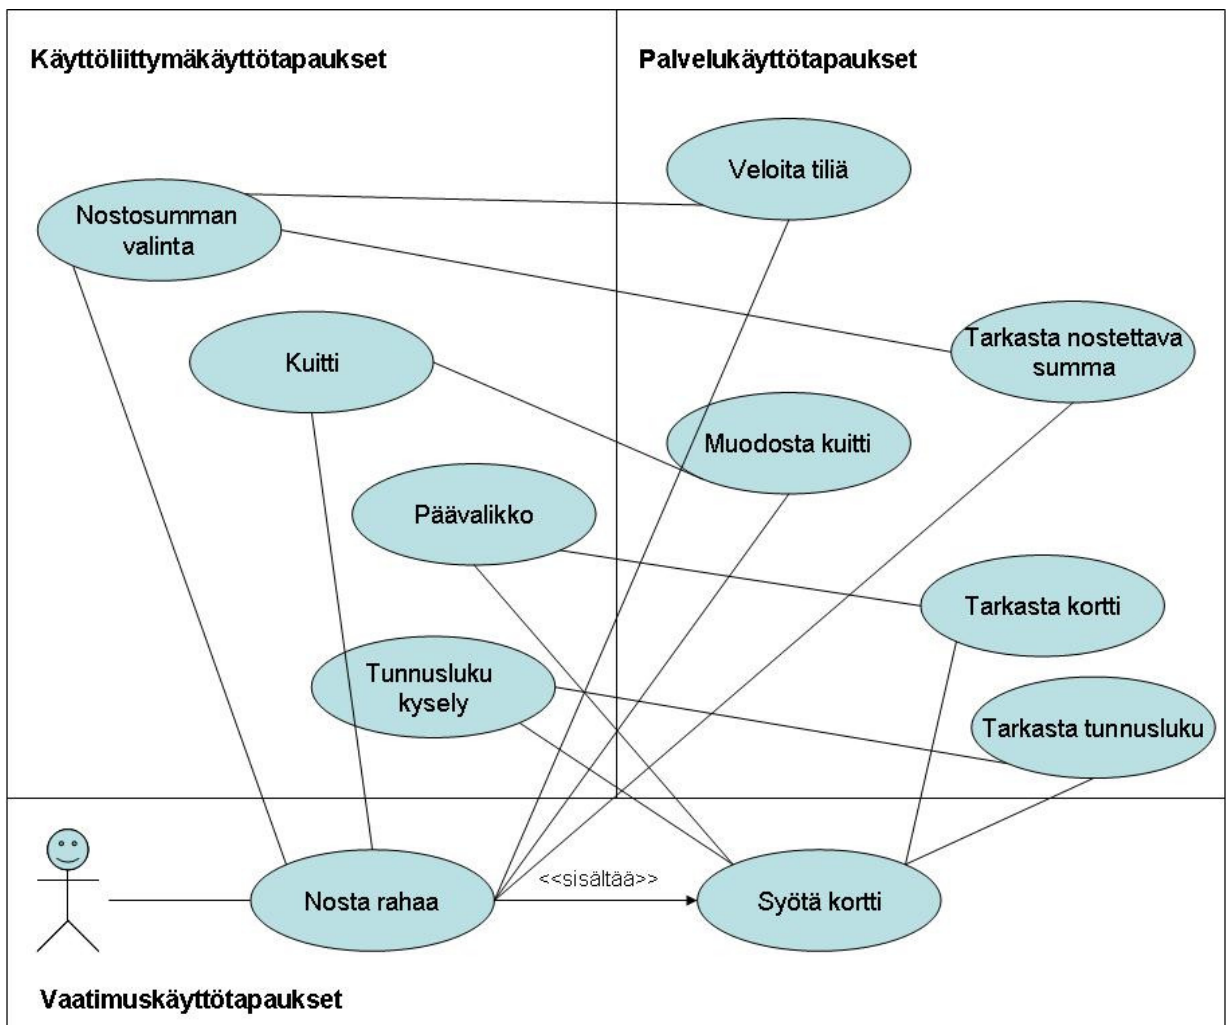 Käyttöliittymäkäyttötapaukset
Palvelukäyttötapaukset
Veloita tiliä
Nostosumman
valinta
Tarkasta nostettava
summa
Kuitti
Muodosta kuitti
Päävalikko
Tarkasta kortti
Tunnusluku
kysely
Tarkasta tunnusluku
<<sisältää>>
Nosta rahaa
Syötä kortti
Vaatimuskäyttötapaukset